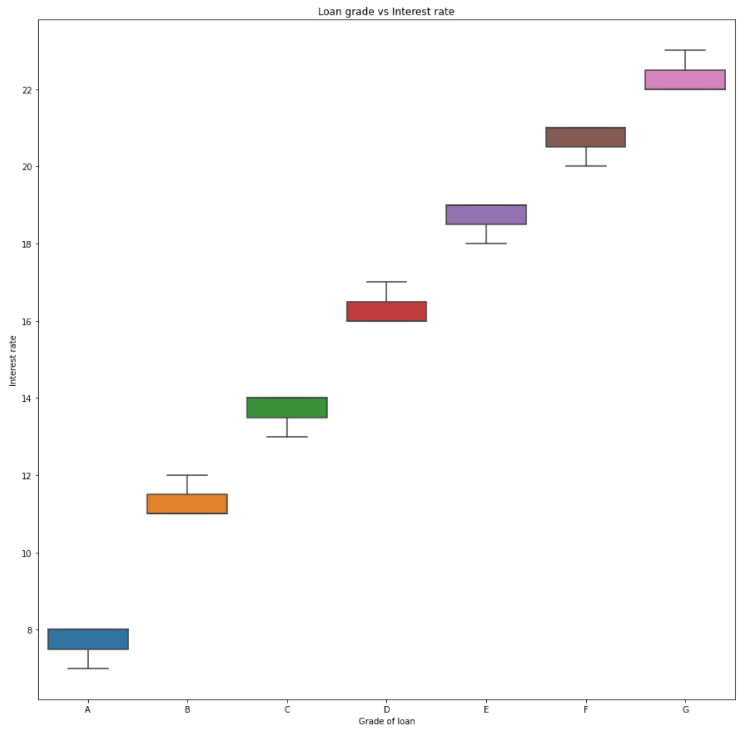 Loan grade vs Interest rate
Interest rate
22
20
18
16
14
12
10
8
A B C D E F G
Grade of loan